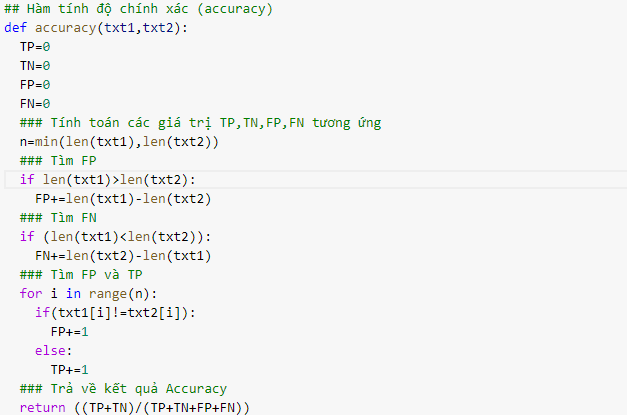 ## Hàm tính độ chính xác (accuracy)
def accuracy(txt1,txt2):
  TP=0
  TN=0
  FP=0
  FN=0
  ### Tính toán các giá trị TP,TN,FP,FN tương ứng
  n=min(len(txt1),len(txt2))
  ### Tìm FP
  if len(txt1)>len(txt2):
    FP+=len(txt1)-len(txt2)
  ### Tìm FN
  if (len(txt1)<len(txt2)):
    FN+=len(txt2)-len(txt1)
  ### Tìm FP và TP
  for i in range(n):
    if(txt1[i]!=txt2[i]):
      FP+=1
    else:
      TP+=1
  ### Trả về kết quả Accuracy
  return ((TP+TN)/(TP+TN+FP+FN))